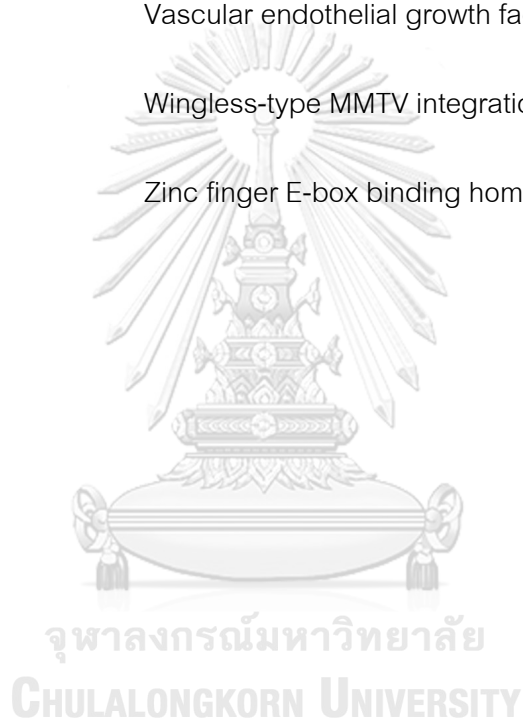 Vascular endothelial growth fa
Wingless-type MMTV integratio
Zinc finger E-box binding hom
จุฬาลงกรณ์มหาวิทยาลัย
CHULALONGKORN UNIVERSITY